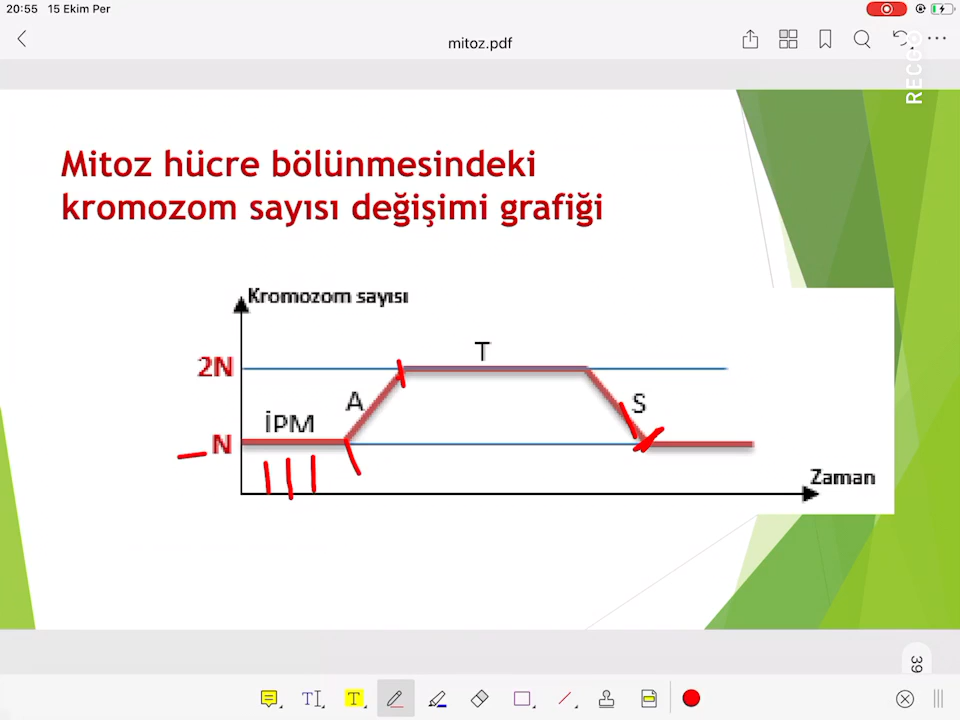 20:55 15 Ekim Per
mitoz.pdf
RECGO
Mitoz hücre bölünmesindeki
kromozom sayısı değişimi grafiği
Kromozom sayısı
2N
T
A
S
İPM
N
Zaman
39
T
T